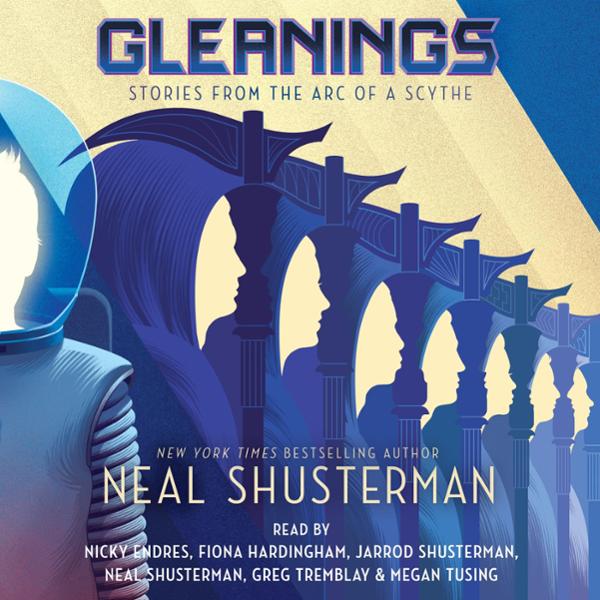 GLEANINGS
STORIES FROM THE ARC OF A SCYTHE
NEW YORK TIMES BESTSELLING AUTHOR
NEAL SHUSTERMAN
READ BY
NICKY ENDRES, FIONA HARDINGHAM, JARROD SHUSTERMAN,
NEAL SHUSTERMAN, GREG TREMBLAY & MEGAN TUSING